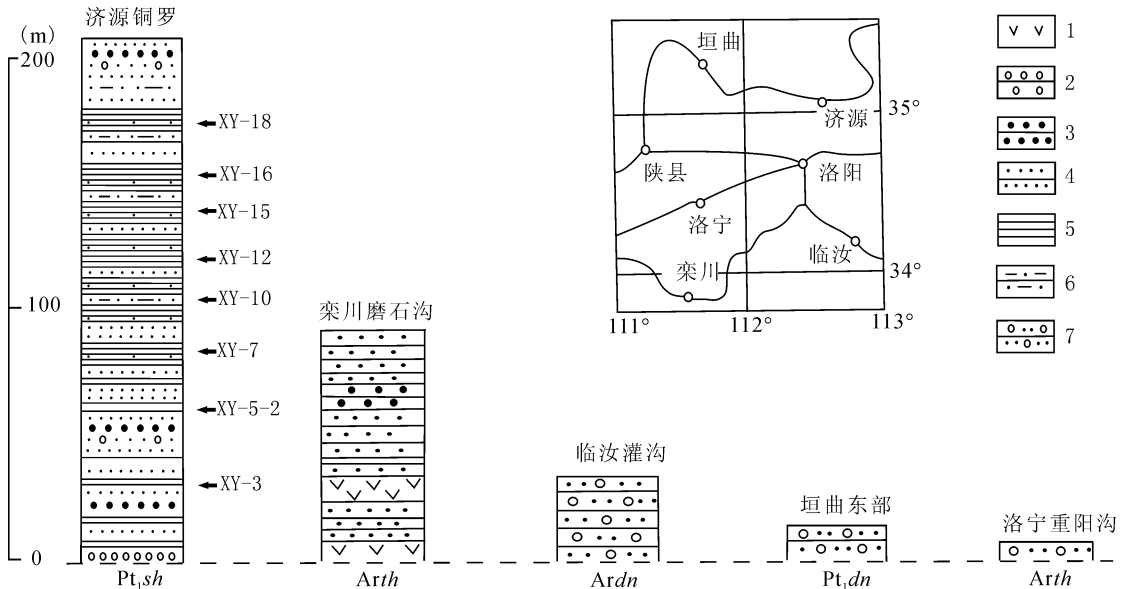 济源铜罗
(m)
200
100
0
XY-18
XY-16
XY-15
XY-12
XY-10
XY-7
XY-5-2
XY-3
Pt₁sh
栾川磨石沟
Arth
临汝灌沟
Ardn
垣曲东部
Pt₁dn
洛宁重阳沟
Arth
垣曲
济源
35°
陕县
洛阳
洛宁
临汝
栾川
34°
111°
112°
113°
1
2
3
4
5
6
7